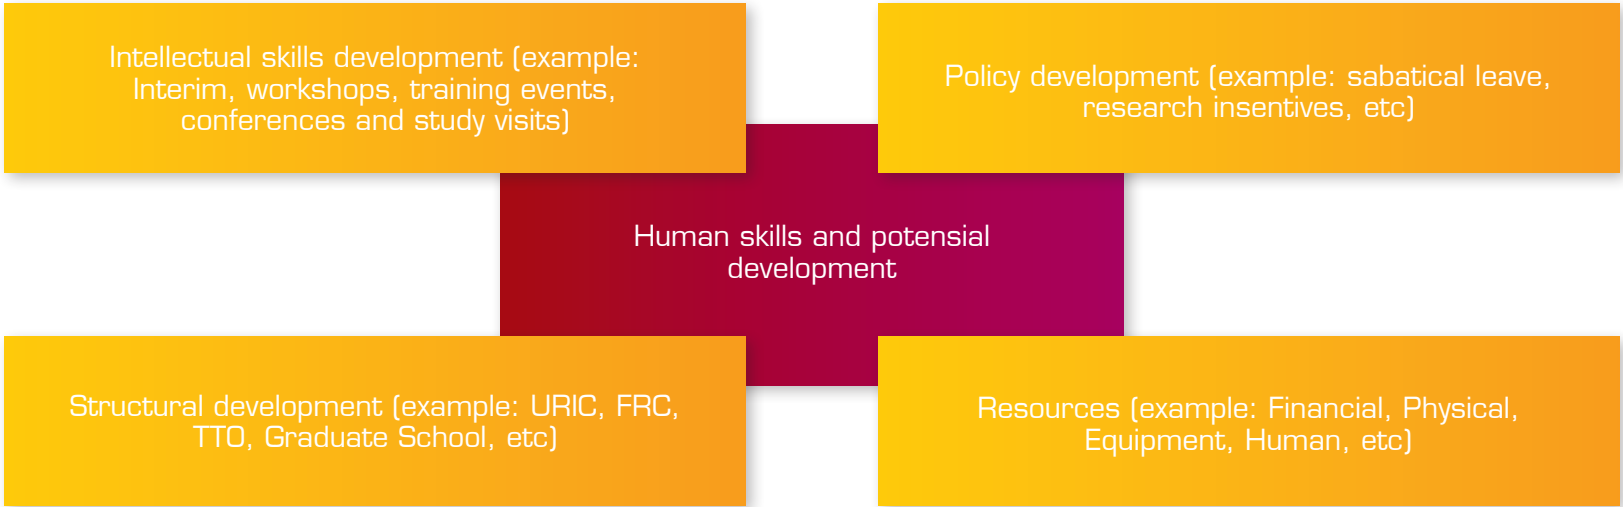 Intellectual skills development (example:
Interim, workshops, training events,
conferences and study visits)
Policy development (example: sabatical leave,
research insentives, etc)
Human skills and potensial
development
Structural development (example: URIC, FRC,
TTO, Graduate School, etc)
Resources (example: Financial, Physical,
Equipment, Human, etc)